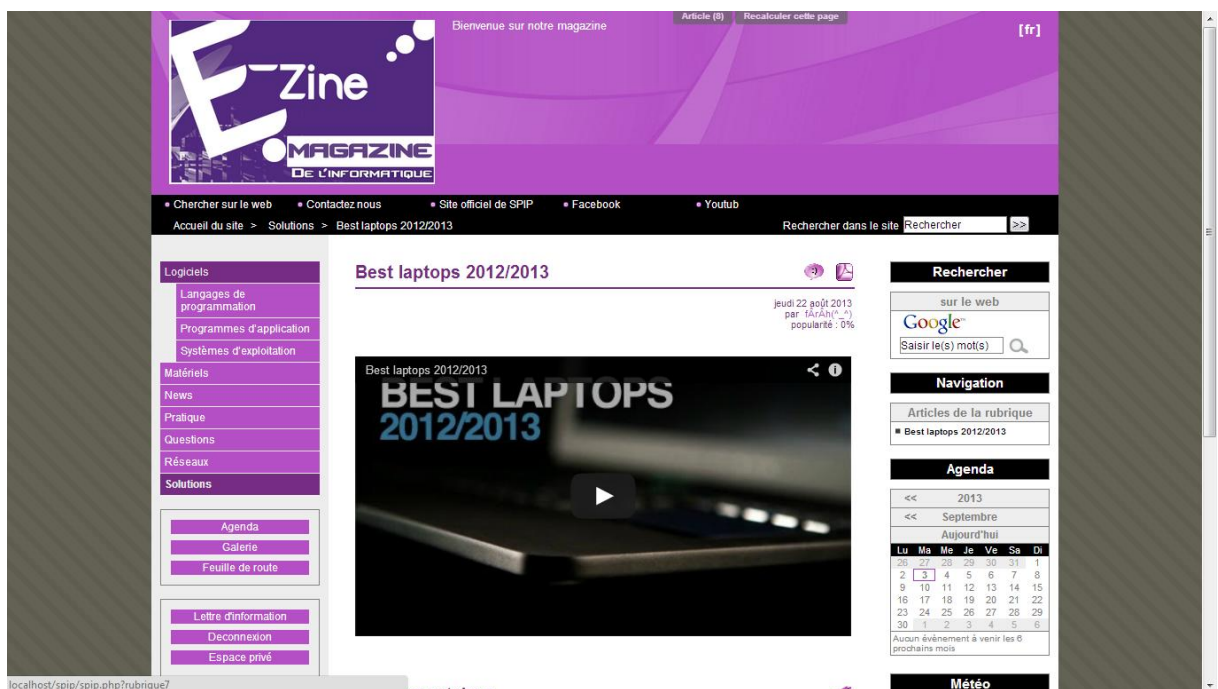 Bienvenue sur notre magazine
Article (8)
Recalculer cette page
[fr]
E-Zine
MAGAZINE
DE L'INFORMATIQUE
• Chercher sur le web • Contactez nous • Site officiel de SPIP • Facebook • Youtub
Accueil du site > Solutions > Best laptops 2012/2013
Rechercher dans le site Rechercher >>
Logiciels
Langages de
programmation
Programmes d'application
Systèmes d'exploitation
Matériels
News
Pratique
Questions
Réseaux
Solutions
Agenda
Galerie
Feuille de route
Lettre d'information
Deconnexion
Espace privé
Best laptops 2012/2013
jeudi 22 août 2013
par fArÀh(^_^)
popularité : 0%
Best laptops 2012/2013
BEST LAPTOPS
2012/2013
Rechercher
sur le web
Google™
Saisir le(s) mot(s)
Navigation
Articles de la rubrique
Best laptops 2012/2013
Agenda
<< 2013
<< Septembre
Aujourd'hui
Lu Ma Me Je Ve Sa Di
26 27 28 29 30 31 1
2 3 4 5 6 7 8
9 10 11 12 13 14 15
16 17 18 19 20 21 22
23 24 25 26 27 28 29
30 1 2 3 4 5 6
Aucun évènement à venir les 6
prochains mois
Météo
localhost/spip/spip.php?rubrique7